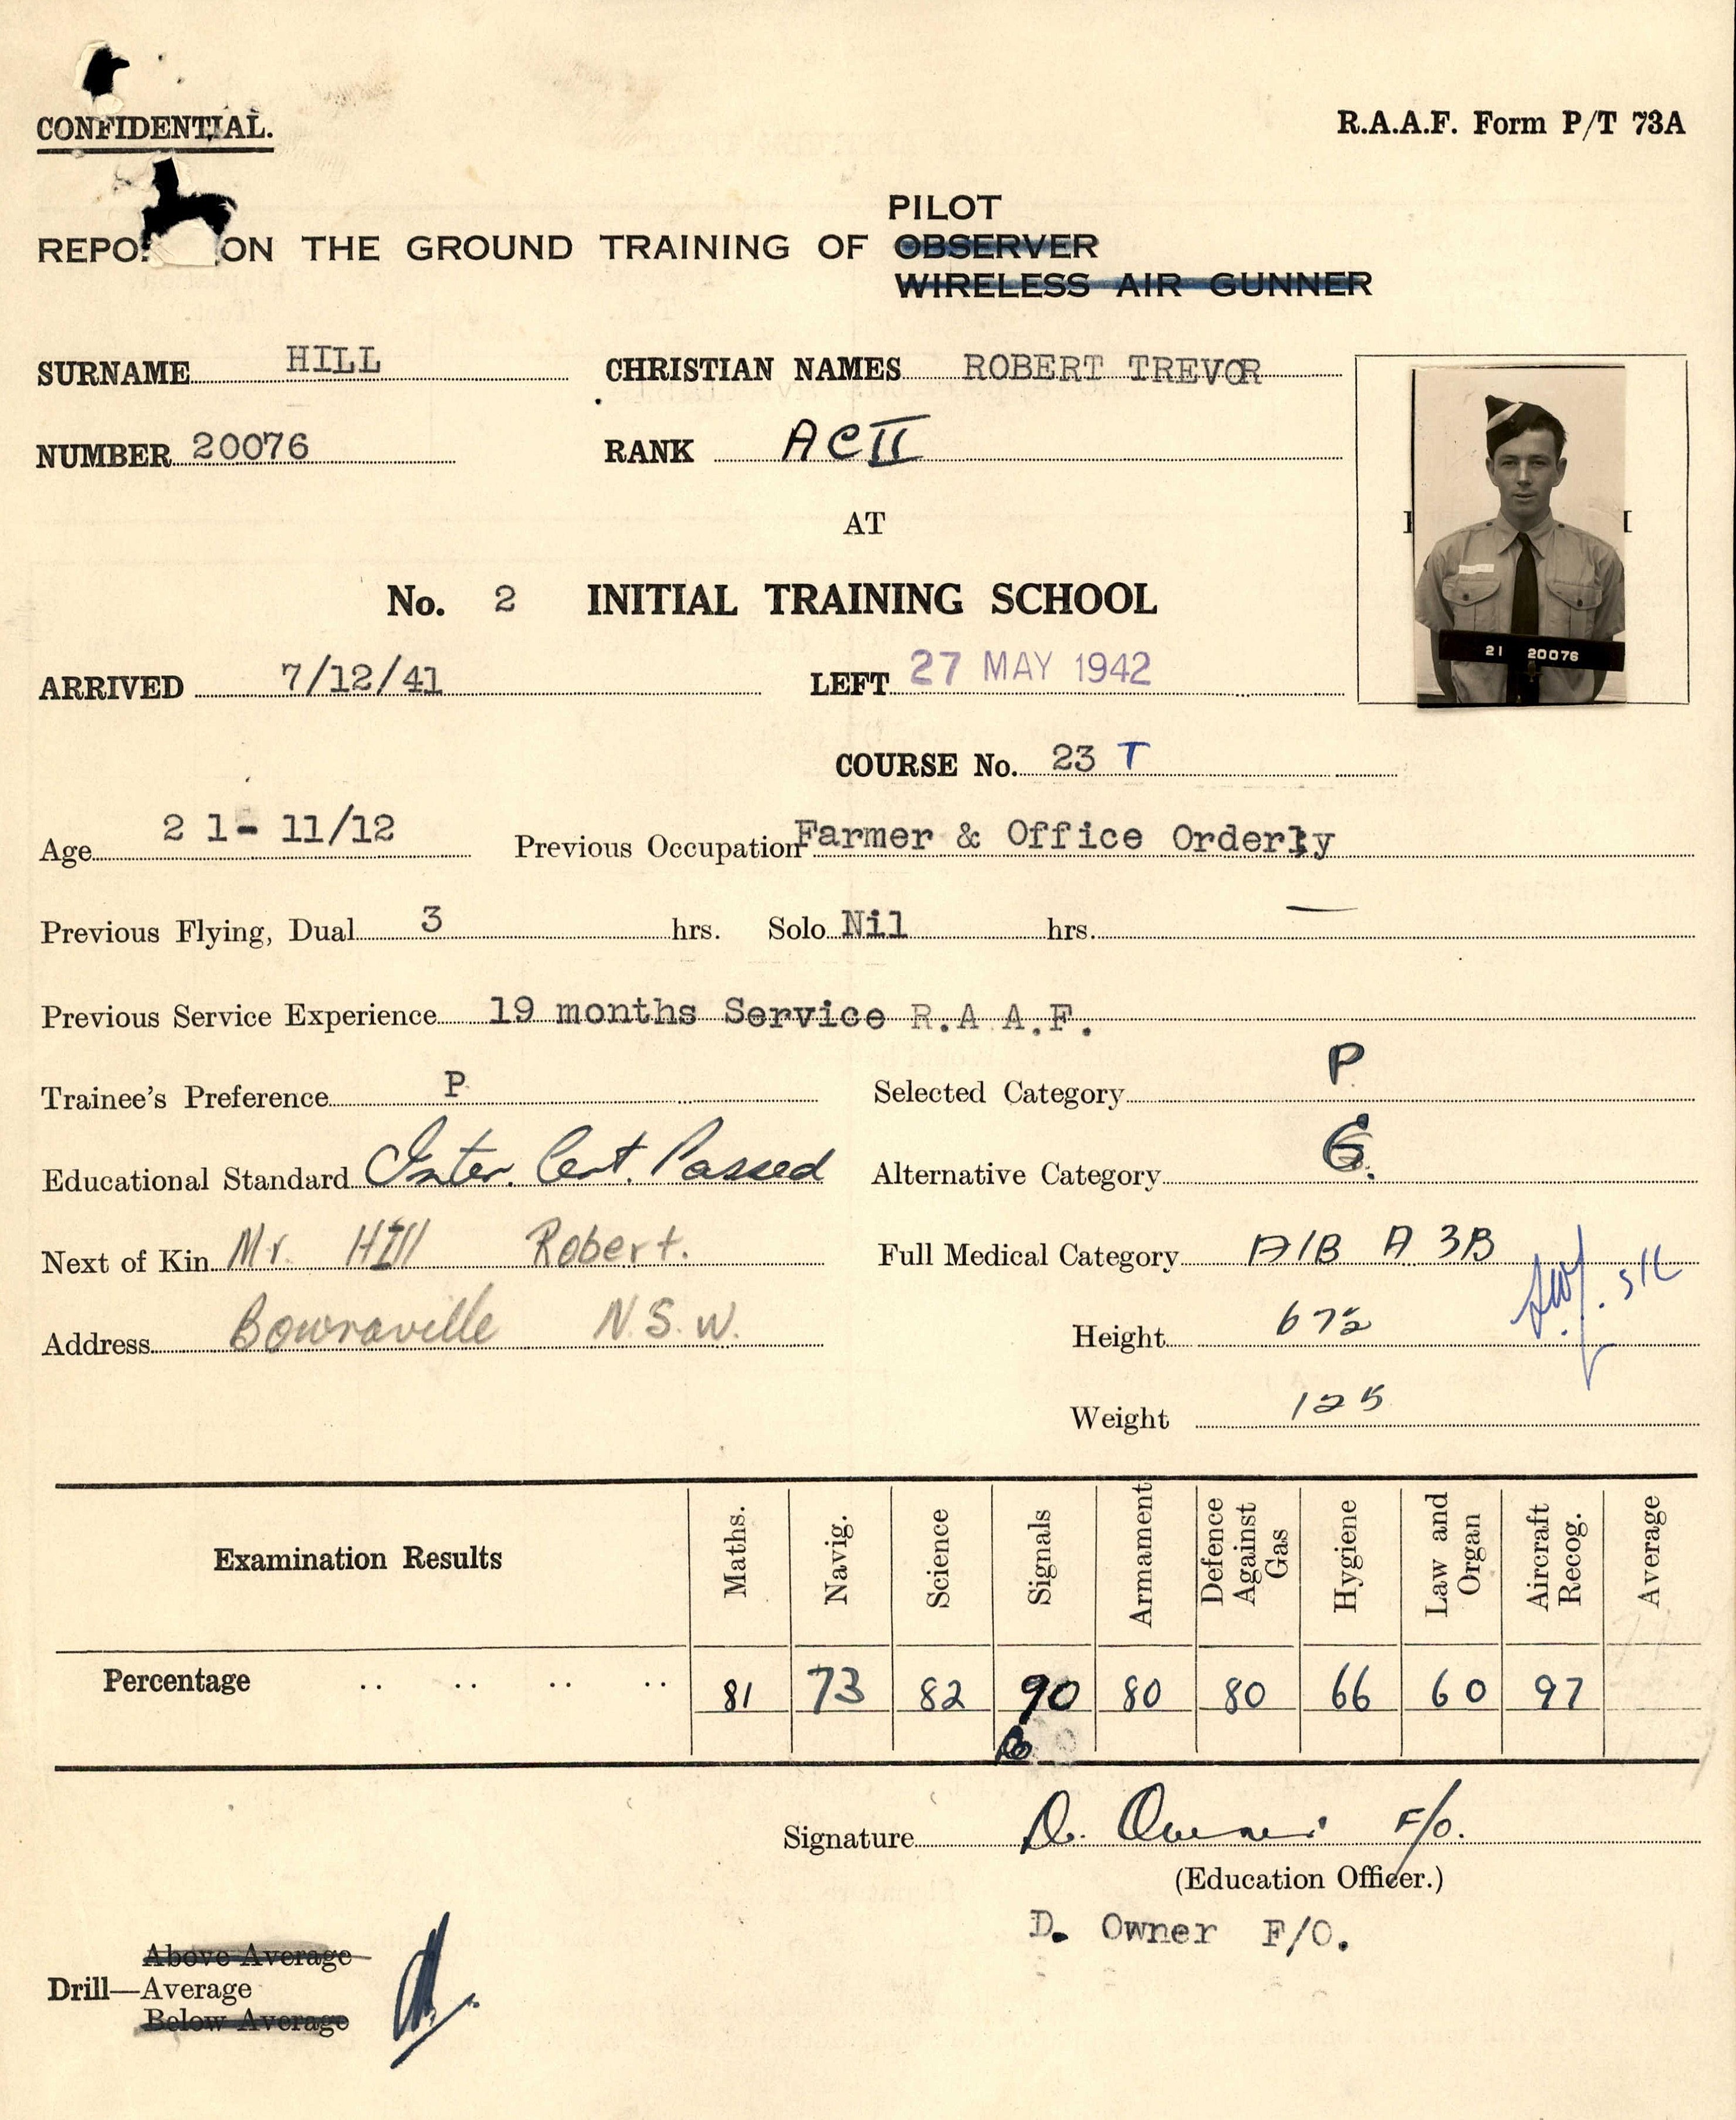 CONFIDENTIAL.
R.A.A.F. Form P/T 73A
PILOT
REPO ON THE GROUND TRAINING OF OBSERVER
WIRELESS AIR GUNNER
SURNAME HILL CHRISTIAN NAMES ROBERT TREVOR
NUMBER 20076 RANK ACII
AT
No. 2 INITIAL TRAINING SCHOOL
21 20076
ARRIVED 7/12/41 LEFT 27 MAY 1942
COURSE No. 23 T
Age 21- 11/12 Previous Occupation Farmer & Office Orderly
Previous Flying, Dual 3 hrs. Solo Nil hrs. —
Previous Service Experience 19 months Service R.A.A.F.
Trainee's Preference P Selected Category P
Educational Standard Inter. Cert. Passed Alternative Category G.
Next of Kin Mr. Hill Robert. Full Medical Category A1B A3B
Address Bowraville N.S.W. Height 67½
Weight 125
Examination Results Maths. Navig. Science Signals Armament Defence Against Gas Hygiene Law and Organ Aircraft Recog. Average
Percentage .. .. .. .. 81 73 82 90 80 80 66 60 97
Signature D. Owner F/O.
(Education Officer.)
D. Owner F/O.
Above Average
Drill—Average
Below Average